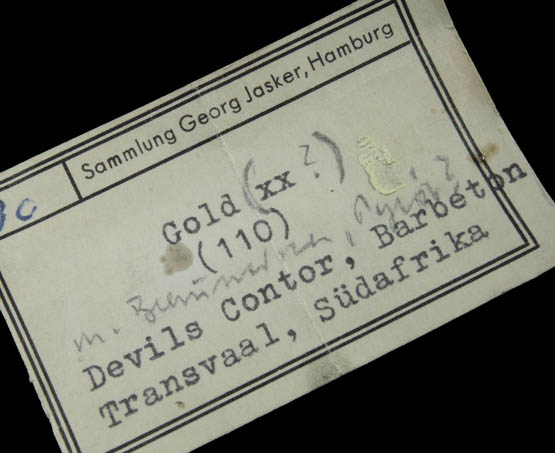 Sammlung Georg Jasker, Hamburg
Gold (xx?)
(110)
m.
Devils Contor, Barbeton
Transvaal, Südafrika